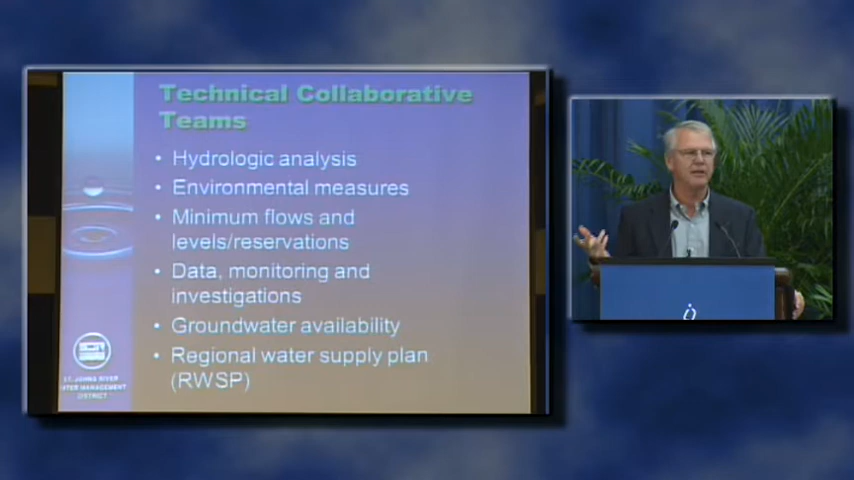 Technical Collaborative
Teams
• Hydrologic analysis
• Environmental measures
• Minimum flows and
levels/reservations
• Data, monitoring and
investigations
• Groundwater availability
• Regional water supply plan
(RWSP)
ST. JOHNS RIVER
WATER MANAGEMENT
DISTRICT